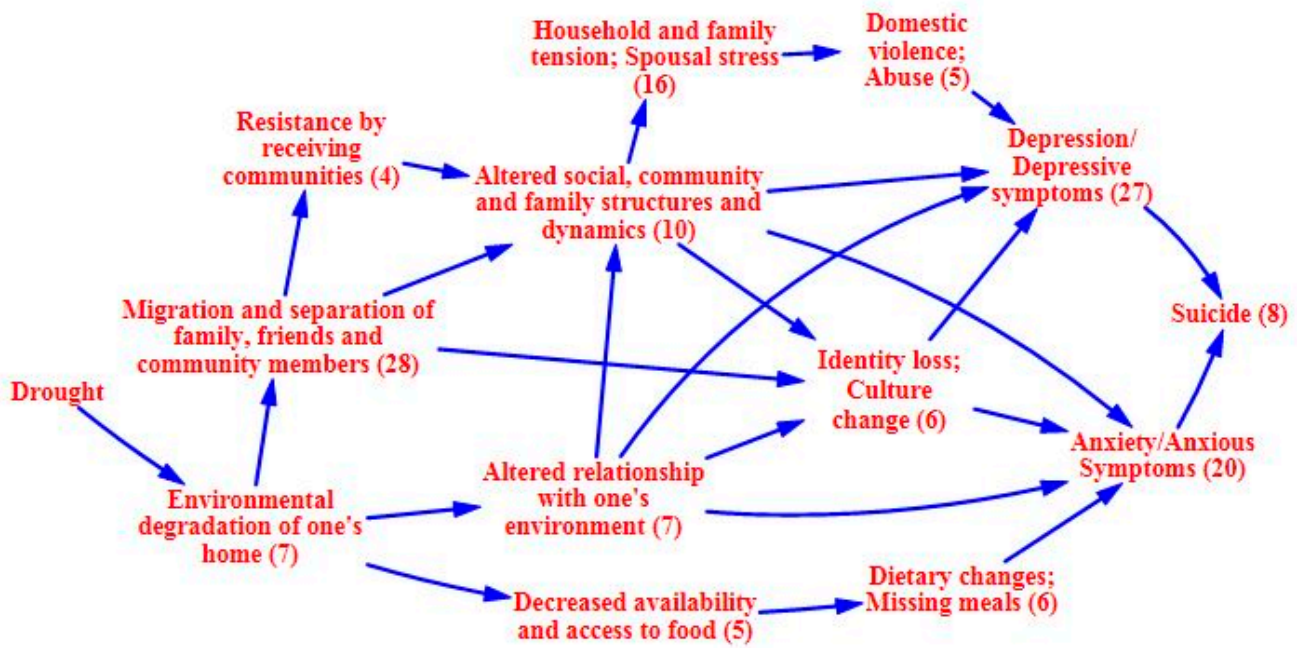 Household and family
tension; Spousal stress
(16)
Domestic
violence;
Abuse (5)
Resistance by
receiving
communities (4)
Depression/
Depressive
symptoms (27)
Altered social, community
and family structures and
dynamics (10)
Migration and separation of
family, friends and
community members (28)
Suicide (8)
Identity loss;
Culture
change (6)
Drought
Anxiety/Anxious
Symptoms (20)
Altered relationship
with one's
environment (7)
Environmental
degradation of one's
home (7)
Dietary changes;
Missing meals (6)
Decreased availability
and access to food (5)